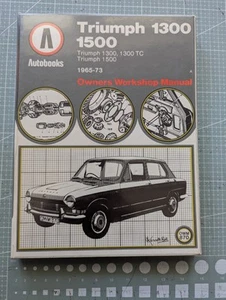 Triumph 1300
1500
Triumph 1300, 1300 TC
Triumph 1500
1965-73
Autobooks
Owners Workshop Manual